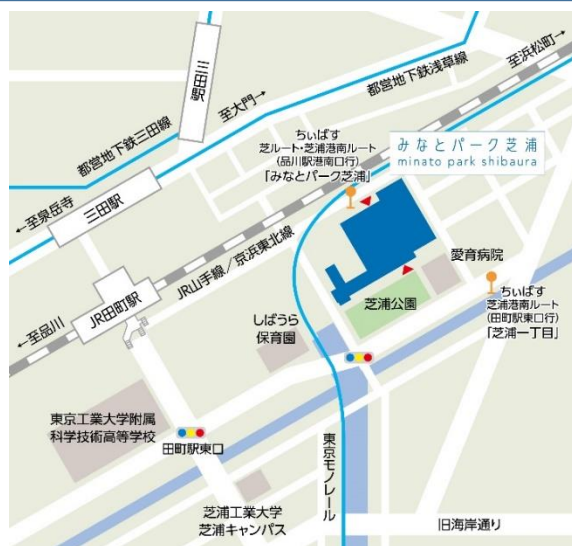 三田駅
至大門→
都営地下鉄浅草線
至浜松町→
都営地下鉄三田線
ちぃばす
芝ルート・芝浦港南ルート
(品川駅港南口行)
「みなとパーク芝浦」
みなとパーク芝浦
minato park shibaura
←至泉岳寺
三田駅
JR山手線/京浜東北線
JR田町駅
←至品川
愛育病院
芝浦公園
ちぃばす
芝浦港南ルート
(田町駅東口行)
「芝浦一丁目」
しばうら
保育園
東京工業大学附属
科学技術高等学校
田町駅東口
芝浦工業大学
芝浦キャンパス
東京モノレール
旧海岸通り